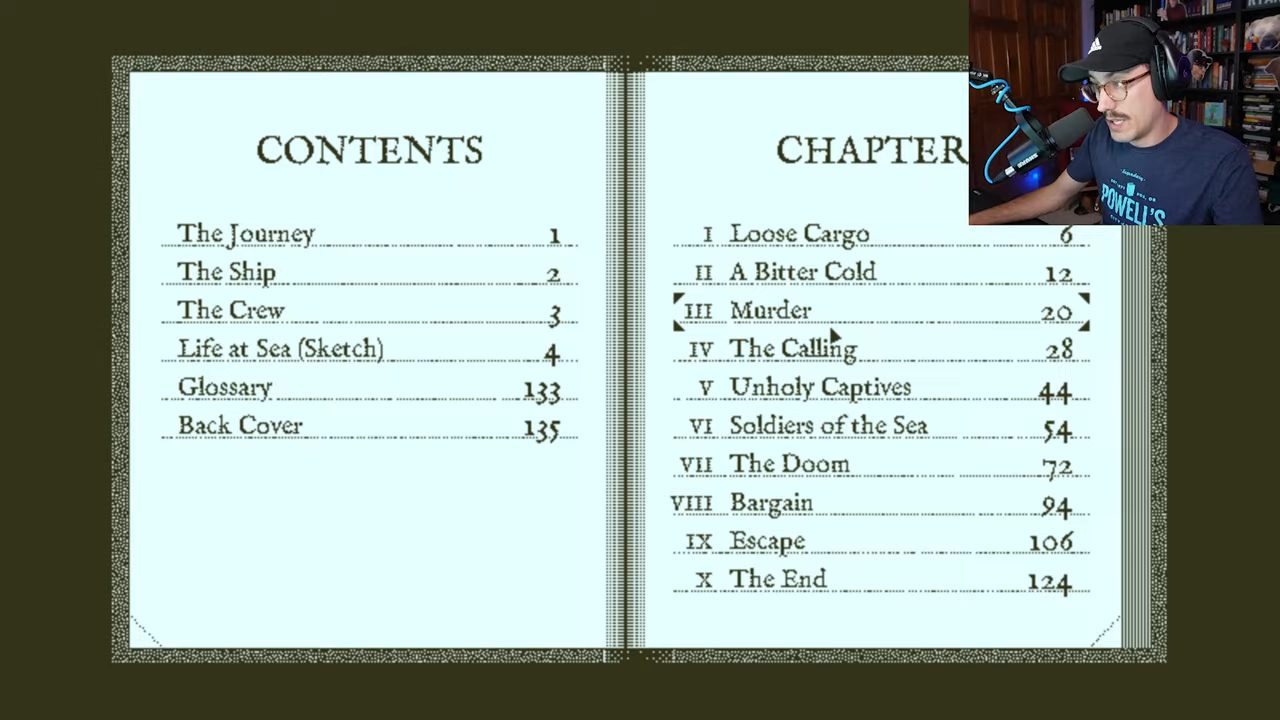 CONTENTS
The Journey 1
The Ship 2
The Crew 3
Life at Sea (Sketch) 4
Glossary 133
Back Cover 135
CHAPTER
I Loose Cargo 6
II A Bitter Cold 12
III Murder 20
IV The Calling 28
V Unholy Captives 44
VI Soldiers of the Sea 54
VII The Doom 72
VIII Bargain 94
IX Escape 106
X The End 124
POWELL'S